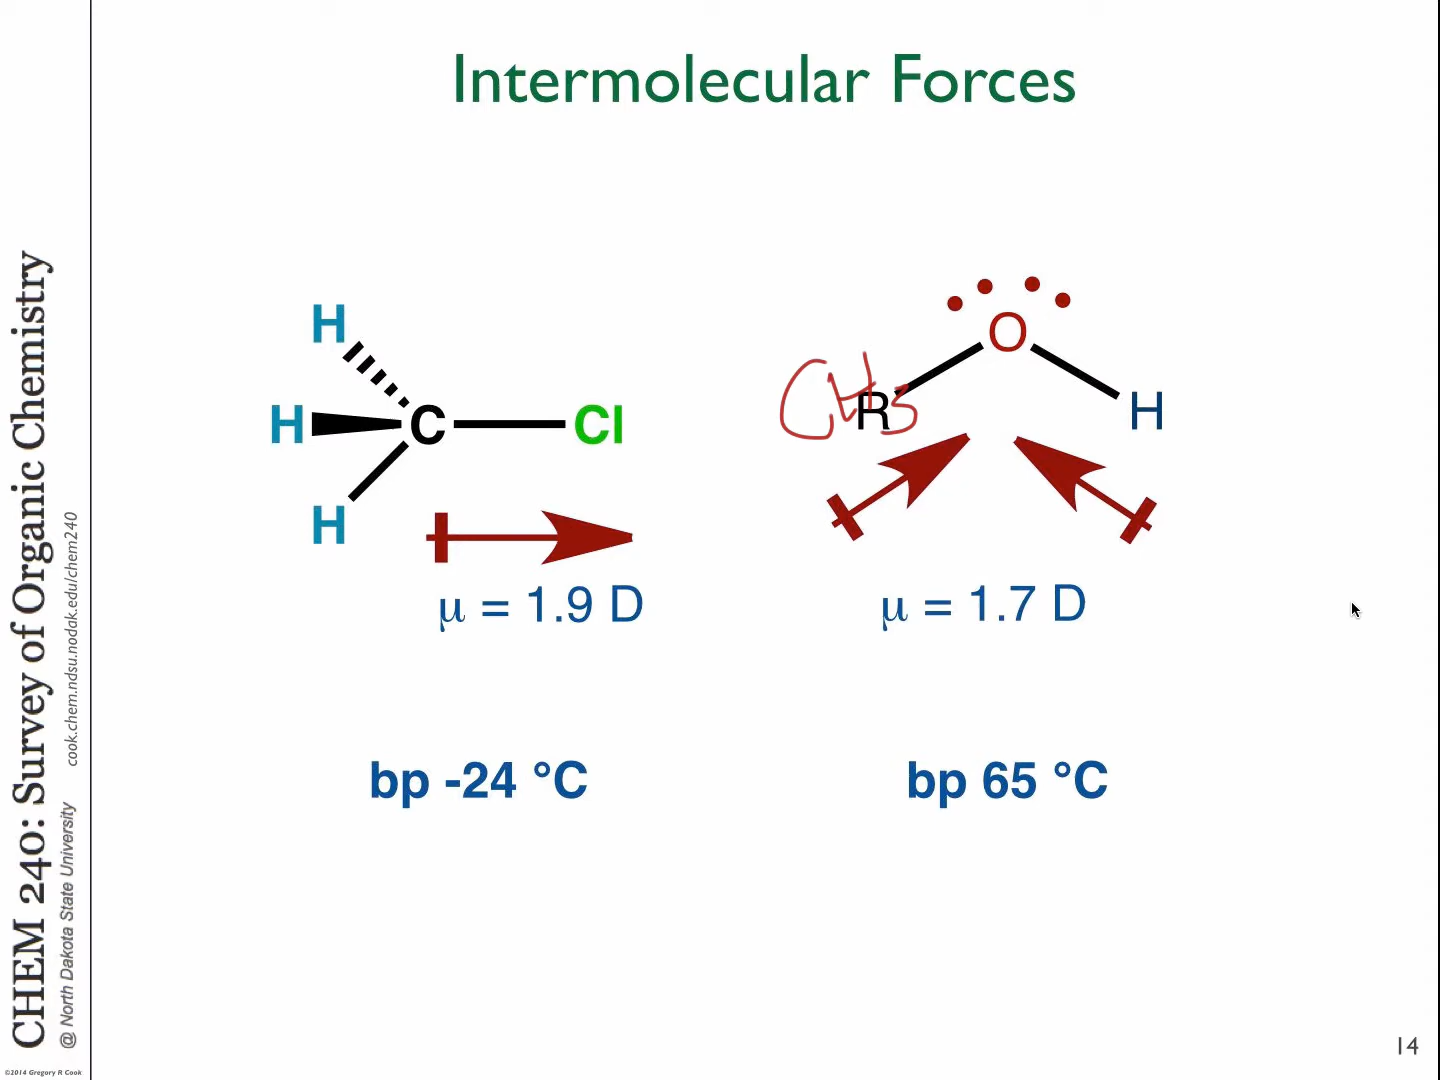 Intermolecular Forces
H
H
C
Cl
H
μ = 1.9 D
bp -24 °C
O
R
CH3
H
μ = 1.7 D
bp 65 °C
CHEM 240: Survey of Organic Chemistry
@ North Dakota State University cook.chem.ndsu.nodak.edu/chem240
©2014 Gregory R Cook
14